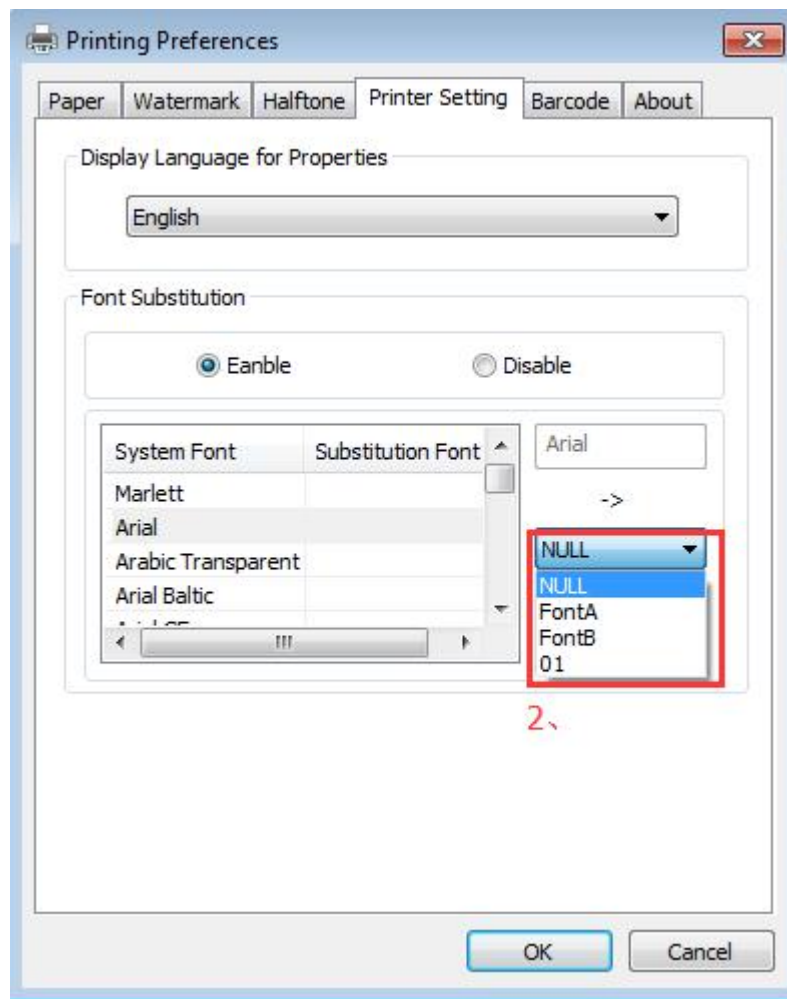 Printing Preferences
Paper Watermark Halftone Printer Setting Barcode About
Display Language for Properties
English
Font Substitution
Eanble Disable
System Font Substitution Font
Marlett
Arial
Arabic Transparent
Arial Baltic
Arial
->
NULL
NULL
FontA
FontB
01
2、
OK Cancel